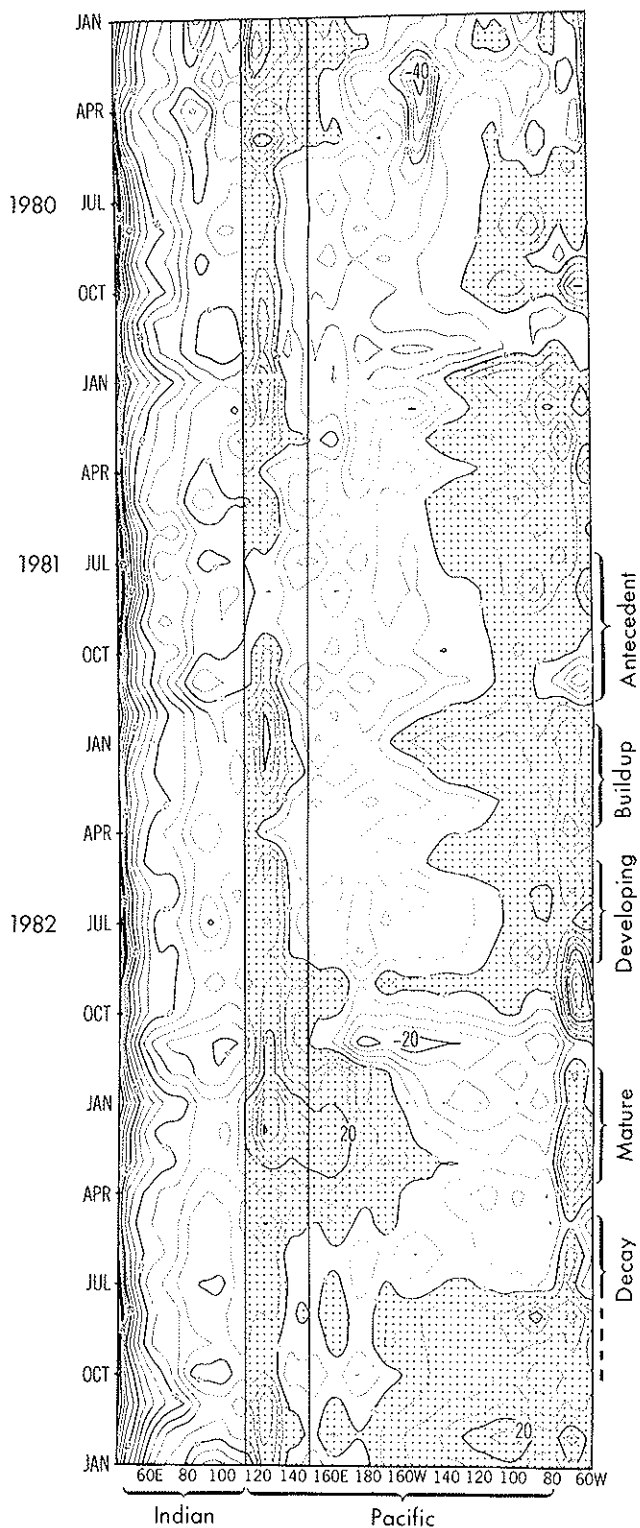 JAN
-40
APR
1980
JUL
OCT
JAN
APR
1981
JUL
Antecedent
OCT
JAN
Buildup
APR
Developing
1982
JUL
OCT
-20
JAN
20
Mature
APR
Decay
JUL
OCT
20
JAN
60E 80 100 120 140 160E 180 160W 140 120 100 80 60W
Indian Pacific